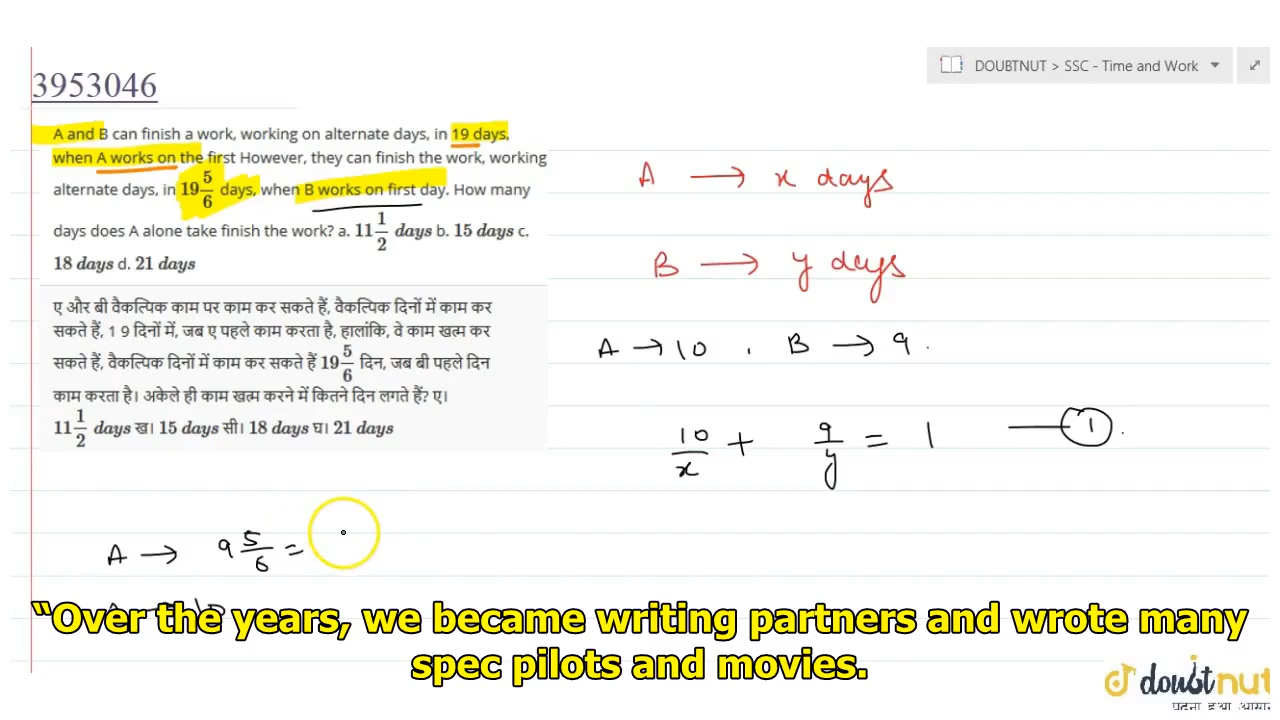 DOUBTNUT > SSC - Time and Work
3953046
A and B can finish a work, working on alternate days, in 19 days,
when A works on the first However, they can finish the work, working
alternate days, in 19 5/6 days, when B works on first day. How many
days does A alone take finish the work? a. 11 1/2 days b. 15 days c.
18 days d. 21 days
ए और बी वैकल्पिक काम पर काम कर सकते हैं, वैकल्पिक दिनों में काम कर
सकते हैं, 1 9 दिनों में, जब ए पहले काम करता है, हालांकि, वे काम खत्म कर
सकते हैं, वैकल्पिक दिनों में काम कर सकते हैं 19 5/6 दिन, जब बी पहले दिन
काम करता है। अकेले ही काम खत्म करने में कितने दिन लगते हैं? ए।
11 1/2 days ख। 15 days सी। 18 days घ। 21 days
A → x days
B → y days
A → 10 , B → 9 .
10/x + 9/y = 1 — 1 .
A → 9 5/6 =
“Over the years, we became writing partners and wrote many
spec pilots and movies.
doubtnut